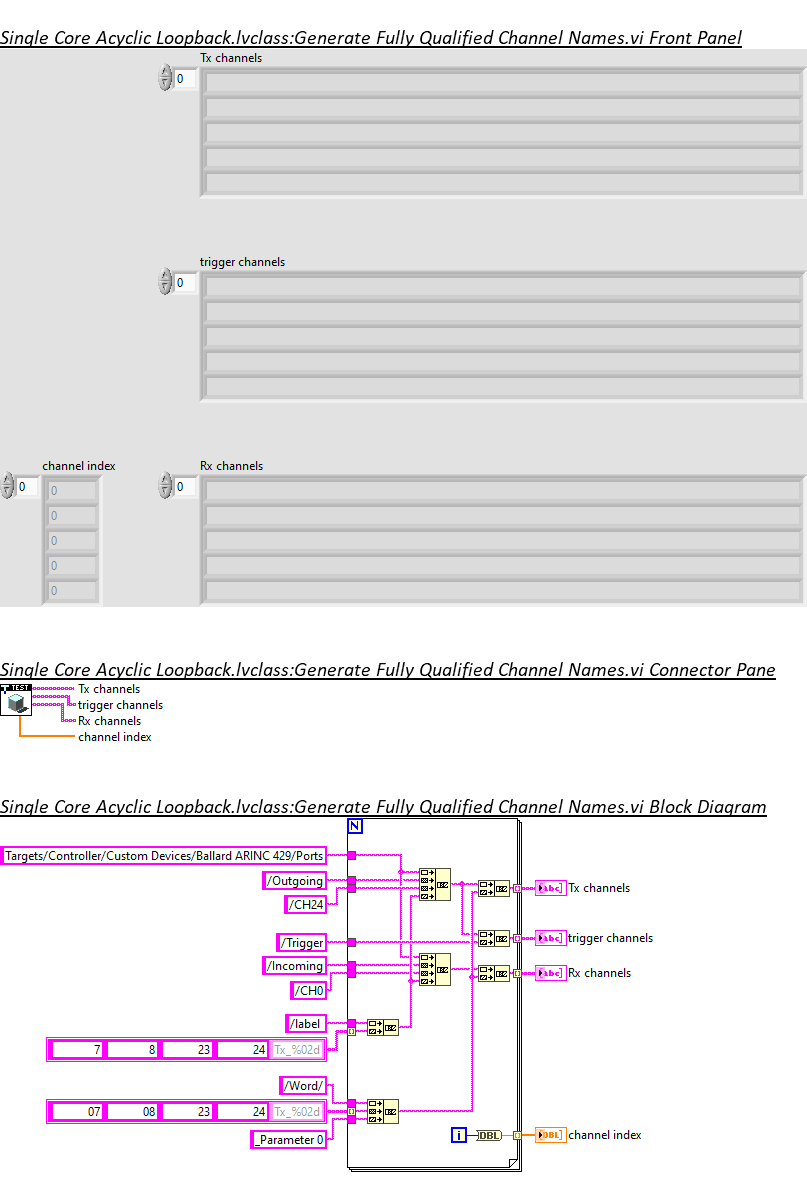 Single Core Acyclic Loopback.lvclass:Generate Fully Qualified Channel Names.vi Front Panel
Tx channels
0
trigger channels
0
channel index
Rx channels
0
0
0
0
0
0
0
Single Core Acyclic Loopback.lvclass:Generate Fully Qualified Channel Names.vi Connector Pane
TEST
Tx channels
trigger channels
Rx channels
channel index
Single Core Acyclic Loopback.lvclass:Generate Fully Qualified Channel Names.vi Block Diagram
N
Targets/Controller/Custom Devices/Ballard ARINC 429/Ports
/Outgoing
abc
Tx channels
/CH24
/Trigger
abc
trigger channels
/Incoming
abc
Rx channels
/CH0
/label
7 8 23 24 Tx_%02d
/Word/
07 08 23 24 Tx_%02d
_Parameter 0
i
DBL
DBL
channel index